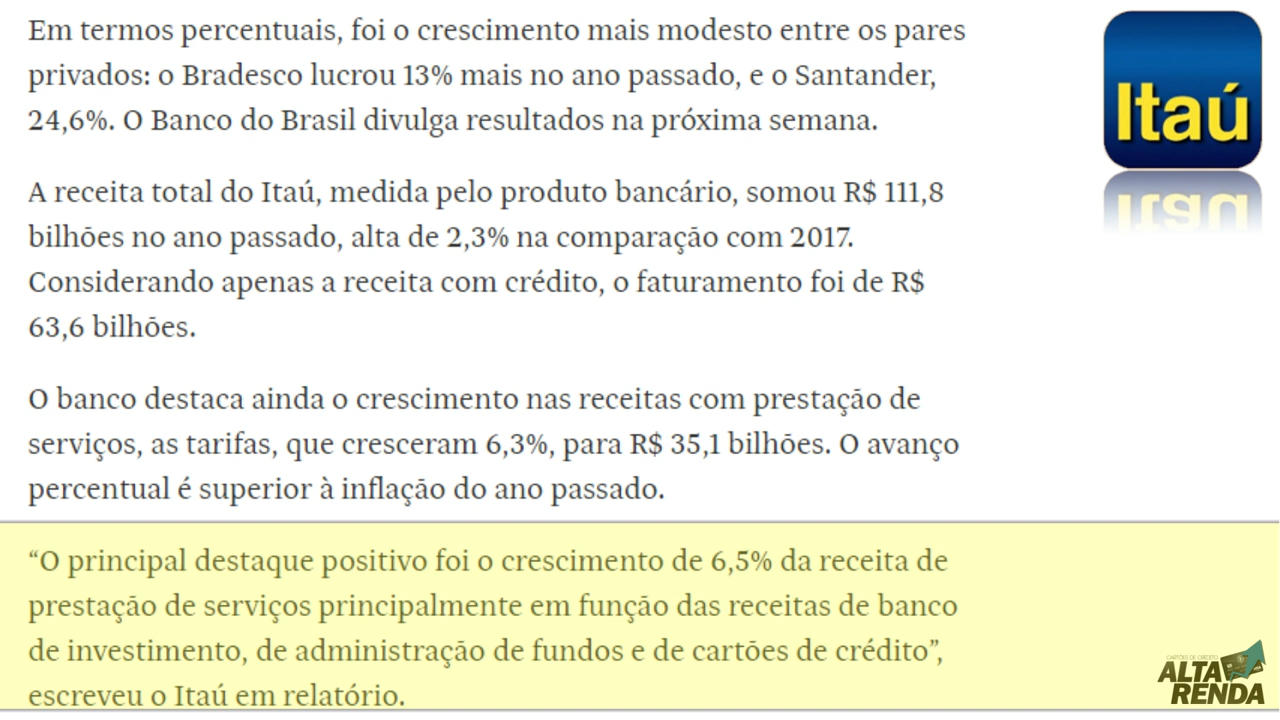 Em termos percentuais, foi o crescimento mais modesto entre os pares
privados: o Bradesco lucrou 13% mais no ano passado, e o Santander,
24,6%. O Banco do Brasil divulga resultados na próxima semana.
Itaú
A receita total do Itaú, medida pelo produto bancário, somou R$ 111,8
bilhões no ano passado, alta de 2,3% na comparação com 2017.
Considerando apenas a receita com crédito, o faturamento foi de R$
63,6 bilhões.
O banco destaca ainda o crescimento nas receitas com prestação de
serviços, as tarifas, que cresceram 6,3%, para R$ 35,1 bilhões. O avanço
percentual é superior à inflação do ano passado.
“O principal destaque positivo foi o crescimento de 6,5% da receita de
prestação de serviços principalmente em função das receitas de banco
de investimento, de administração de fundos e de cartões de crédito”,
escreveu o Itaú em relatório.
CARTÕES DE CRÉDITO
ALTA
RENDA